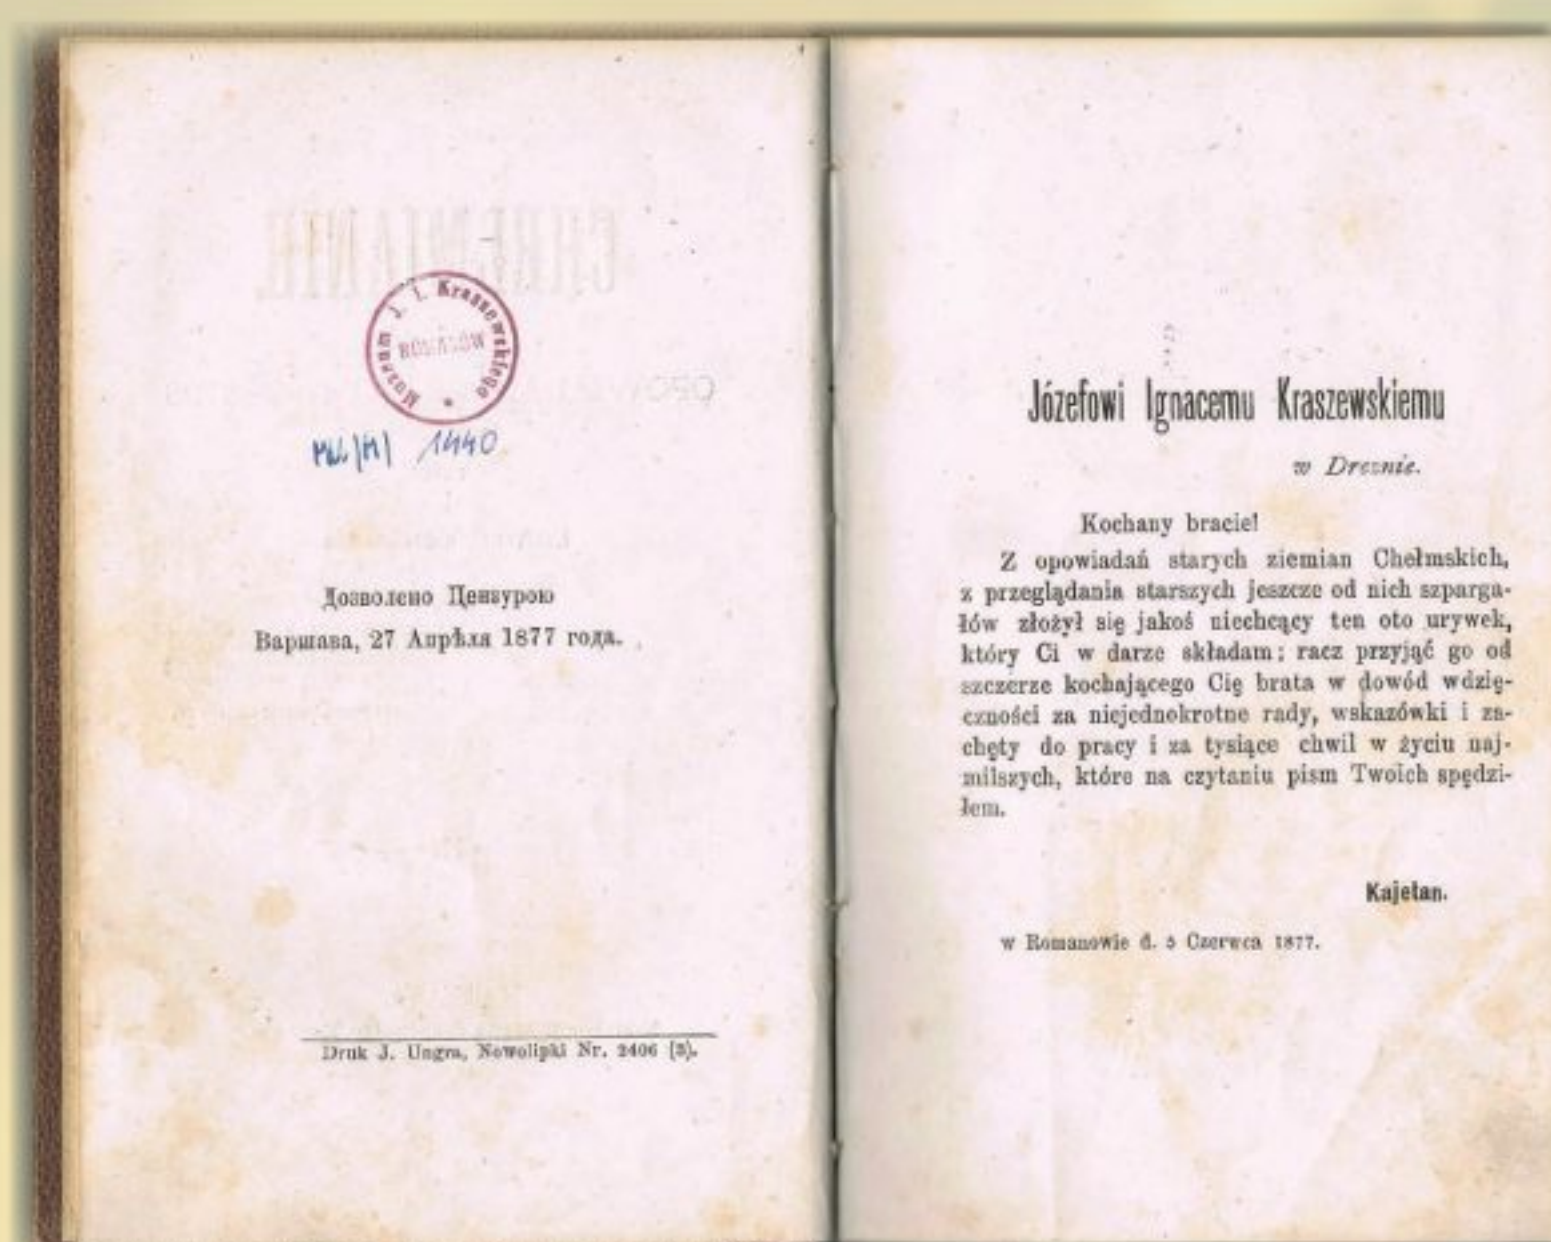 Muzeum J. I. Kraszewskiego
ROMANÓW
1440
Дозволено Цензурою
Варшава, 27 Апрѣля 1877 года.
Druk J. Ungra, Nowolipki Nr. 2406 (3).
Józefowi Ignacemu Kraszewskiemu
w Dreznie.
Kochany bracie!
Z opowiadań starych ziemian Chełmskich,
z przeglądania starszych jeszcze od nich szparga-
łów złożył się jakoś niechcący ten oto urywek,
który Ci w darze składam; racz przyjąć go od
szczerze kochającego Cię brata w dowód wdzię-
czności za niejednokrotne rady, wskazówki i za-
chęty do pracy i za tysiące chwil w życiu naj-
milszych, które na czytaniu pism Twoich spędzi-
łem.
Kajetan.
w Romanowie d. 5 Czerwca 1877.